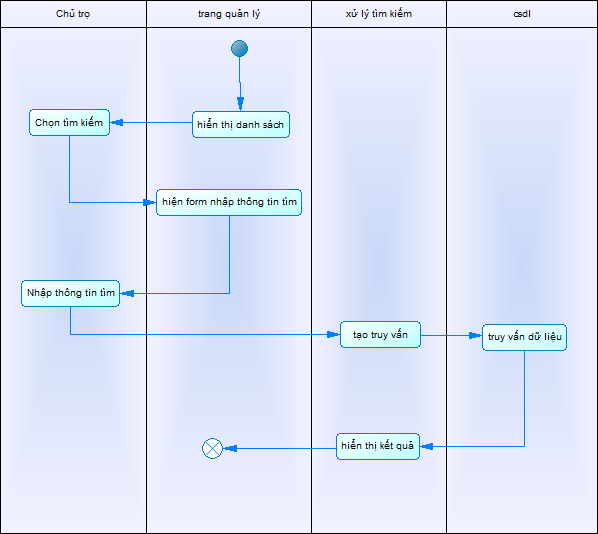 Chủ trọ
trang quản lý
xử lý tìm kiếm
csdl
hiển thị danh sách
Chọn tìm kiếm
hiện form nhập thông tin tìm
Nhập thông tin tìm
tạo truy vấn
truy vấn dữ liệu
hiển thị kết quả